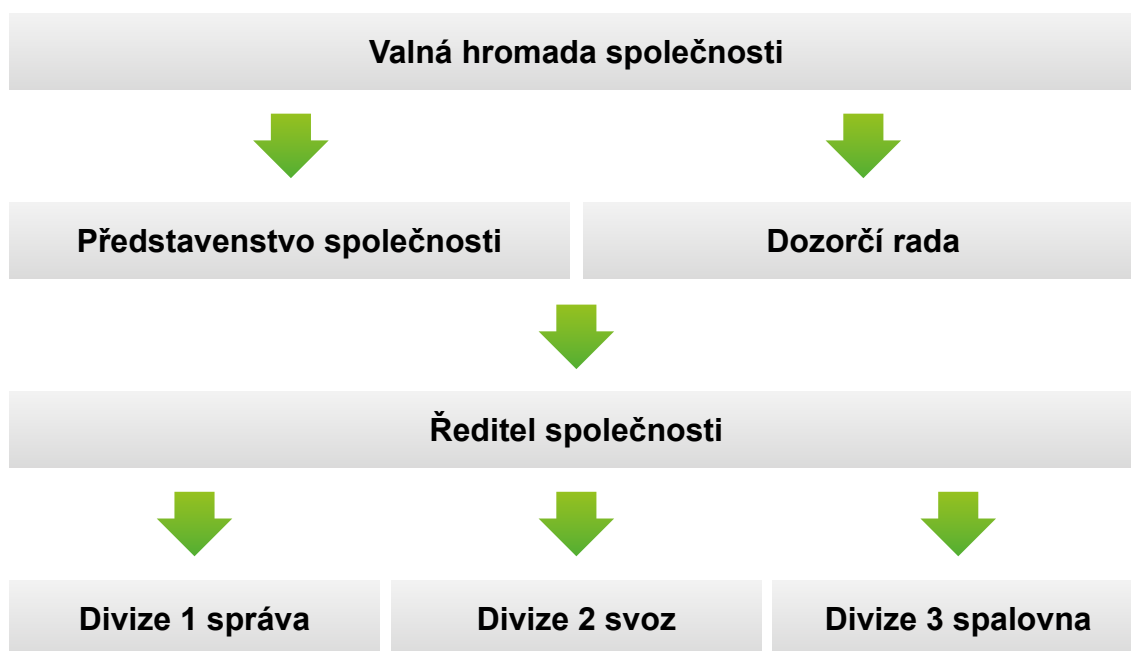 Valná hromada společnosti
Představenstvo společnosti
Dozorčí rada
Ředitel společnosti
Divize 1 správa
Divize 2 svoz
Divize 3 spalovna